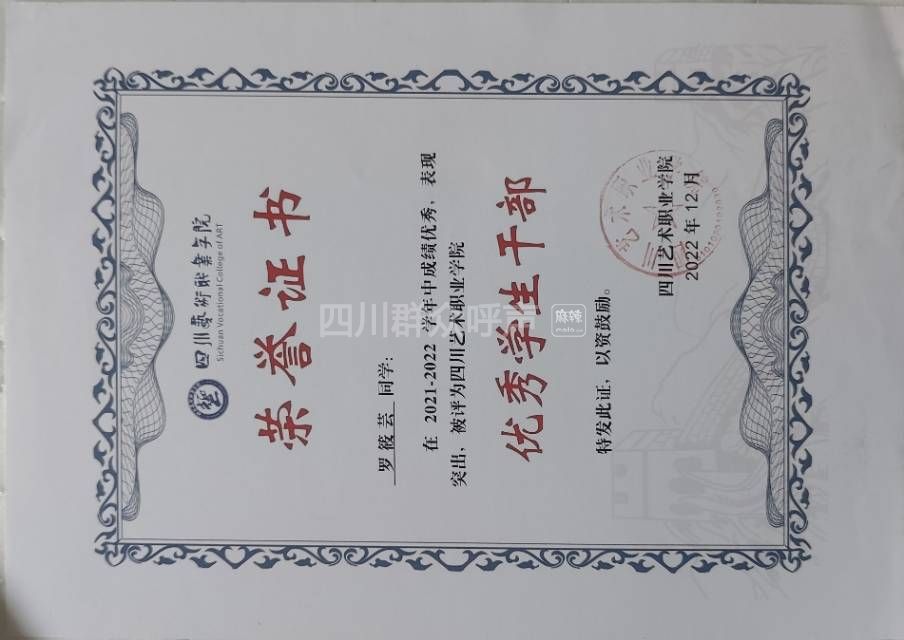 四川艺术职业学院
Sichuan Vocational College of ART
荣誉证书
罗筱芸 同学:
在 2021-2022 学年中成绩优秀，表现
突出，被评为四川艺术职业学院
优秀学生干部
特发此证，以资鼓励。
四川艺术职业学院
2022 年 12 月
四川群众呼